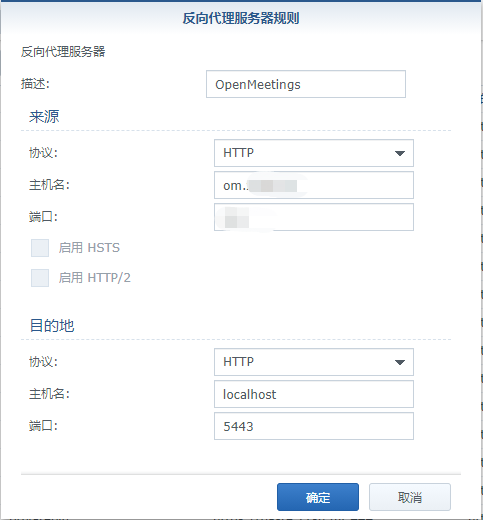 反向代理服务器规则
反向代理服务器
描述: OpenMeetings
来源
协议: HTTP
主机名: om.
端口:
启用 HSTS
启用 HTTP/2
目的地
协议: HTTP
主机名: localhost
端口: 5443
确定 取消